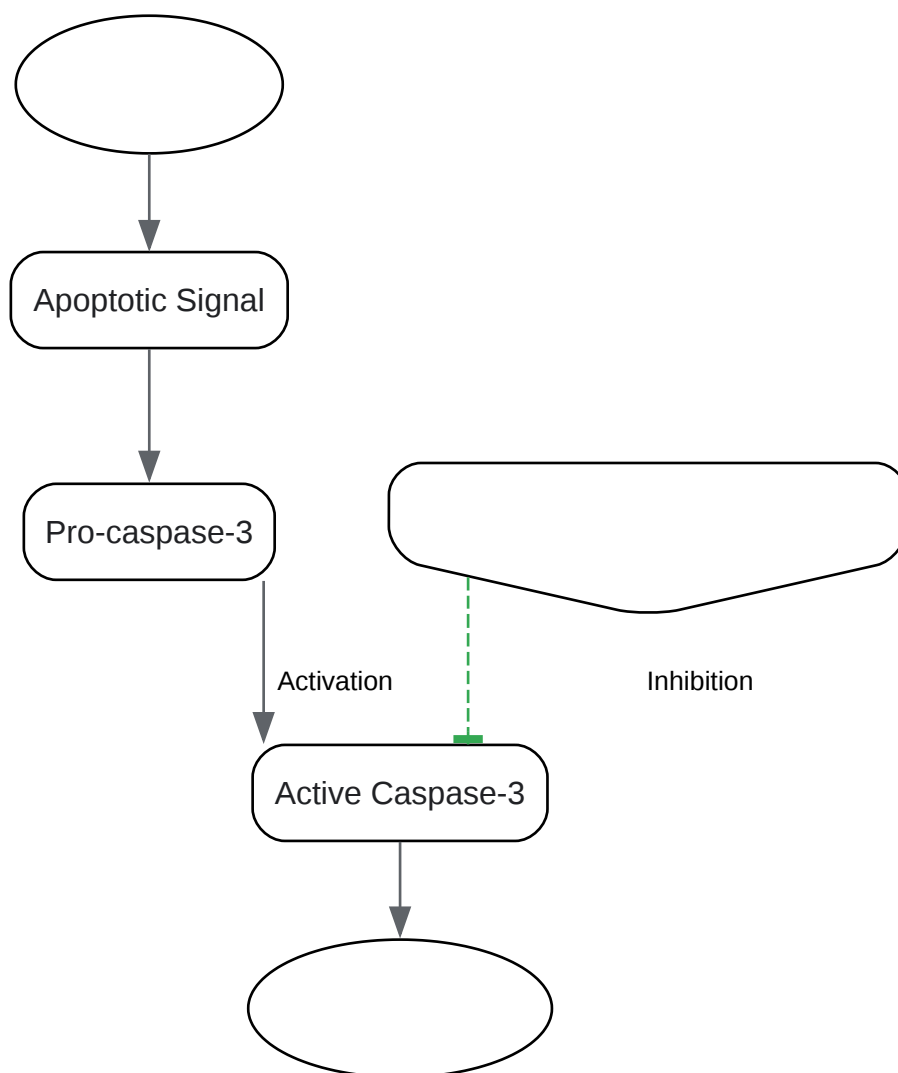 Apoptotic Signal
Pro-caspase-3
Activation
Inhibition
Active Caspase-3